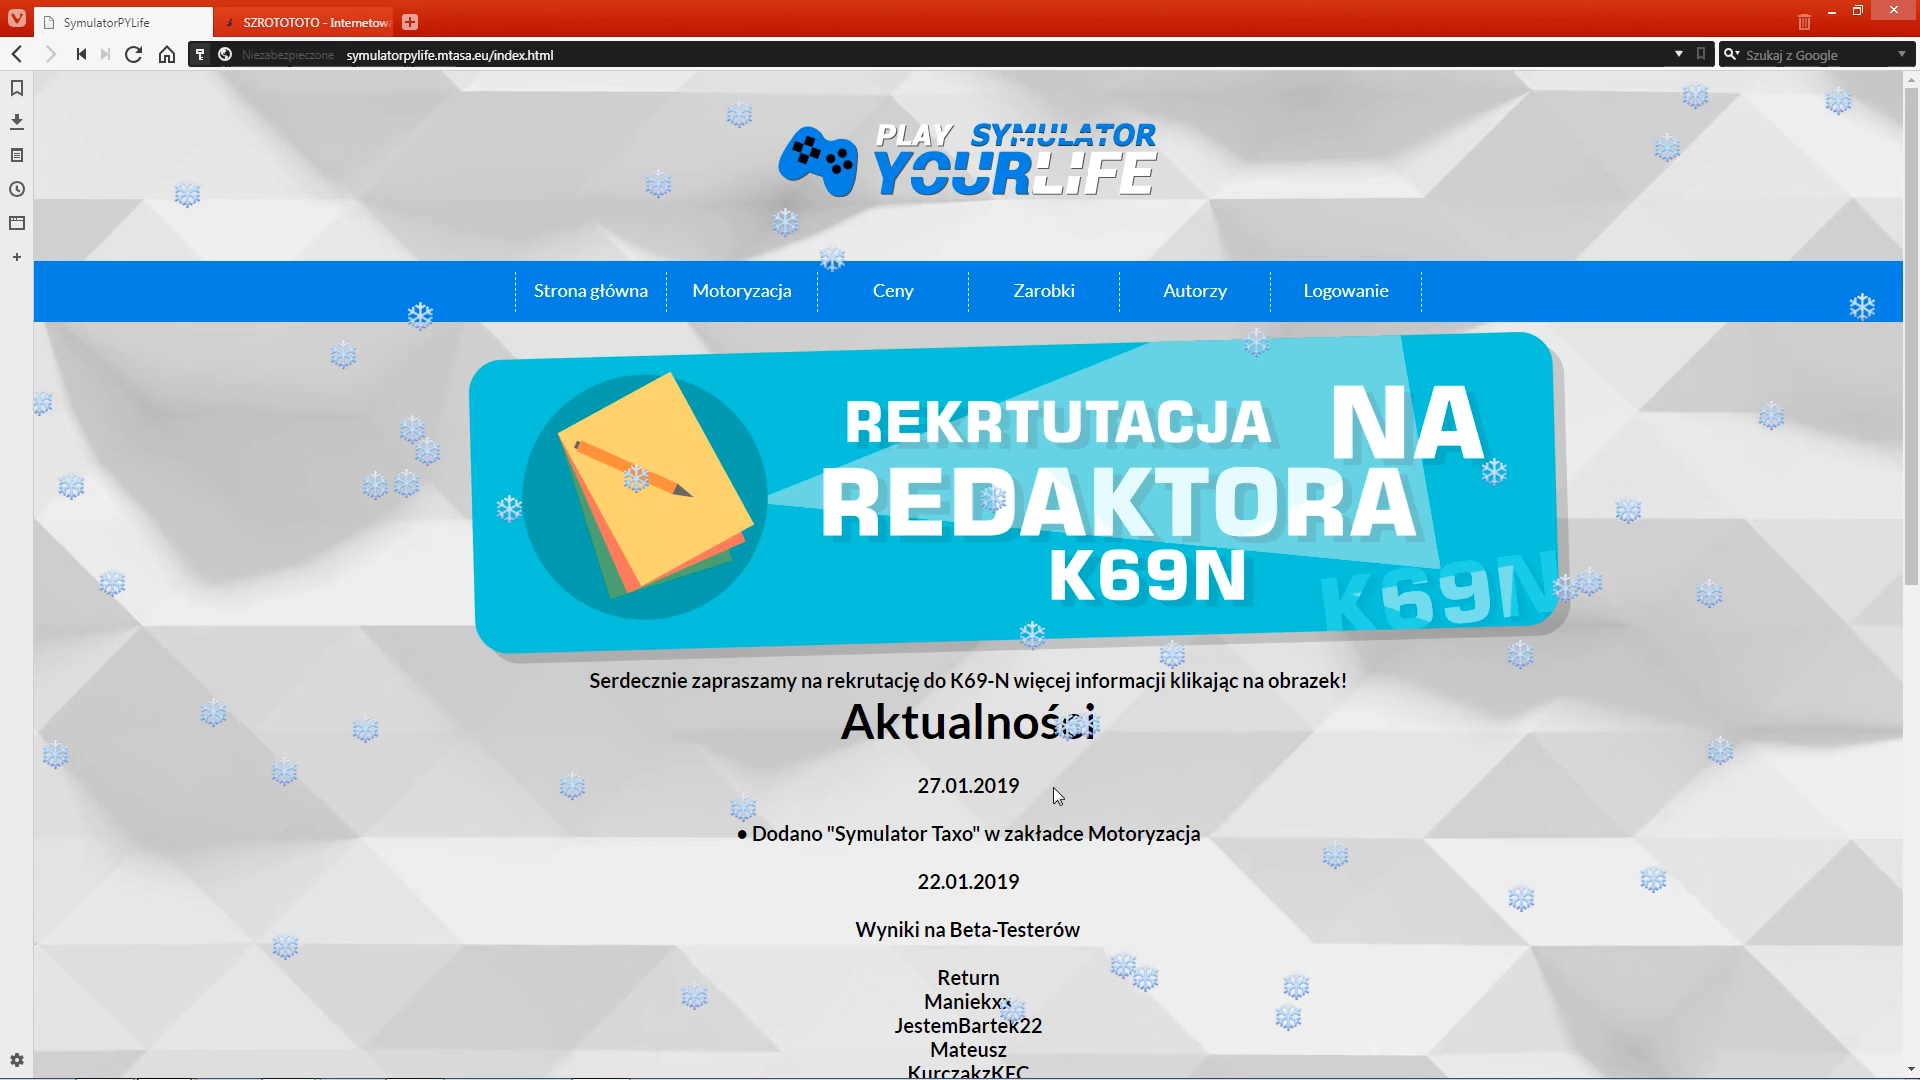 SymulatorPYLife
SZROTOTOTO - Internetow
Niezabezpieczone
symulatorpylife.mtasa.eu/index.html
Szukaj z Google
PLAY SYMULATOR
YOURLIFE
Strona główna
Motoryzacja
Ceny
Zarobki
Autorzy
Logowanie
REKRTUTACJA NA
REDAKTORA
K69N
K69N
Serdecznie zapraszamy na rekrutację do K69-N więcej informacji klikając na obrazek!
Aktualności
27.01.2019
• Dodano "Symulator Taxo" w zakładce Motoryzacja
22.01.2019
Wyniki na Beta-Testerów
Return
Maniekxx
JestemBartek22
Mateusz
KurczakzKFC